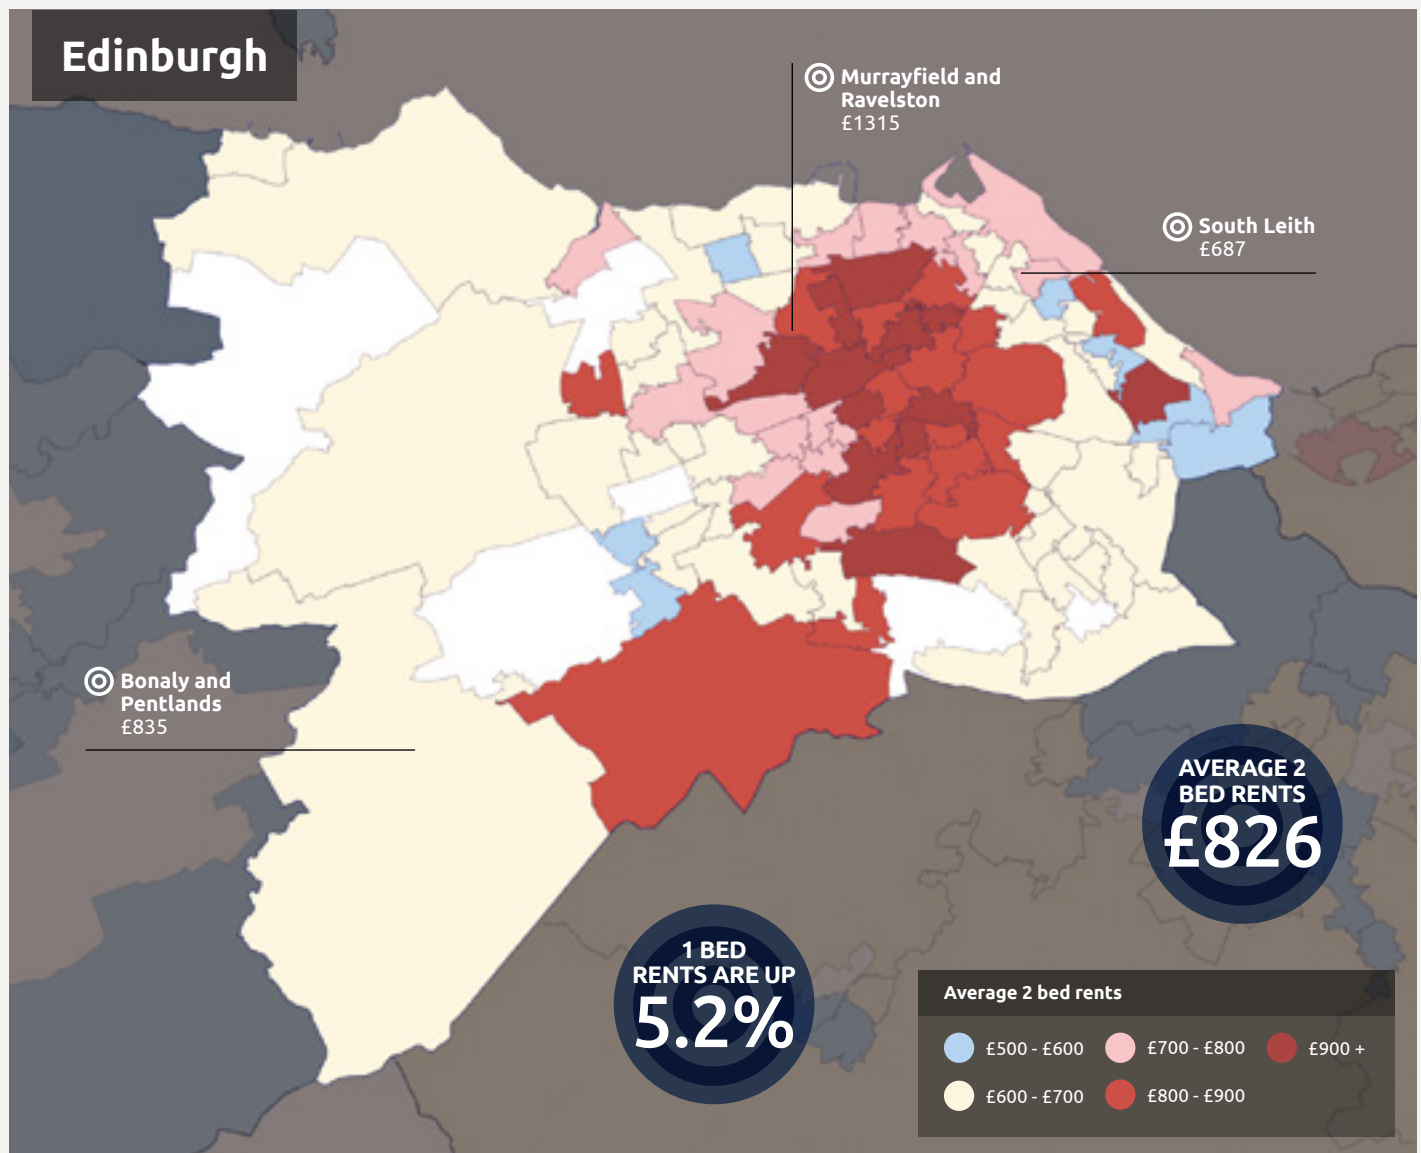 Edinburgh
Murrayfield and
Ravelston
£1315
South Leith
£687
Bonaly and
Pentlands
£835
AVERAGE 2
BED RENTS
£826
1 BED
RENTS ARE UP
5.2%
Average 2 bed rents
£500 - £600
£700 - £800
£900 +
£600 - £700
£800 - £900